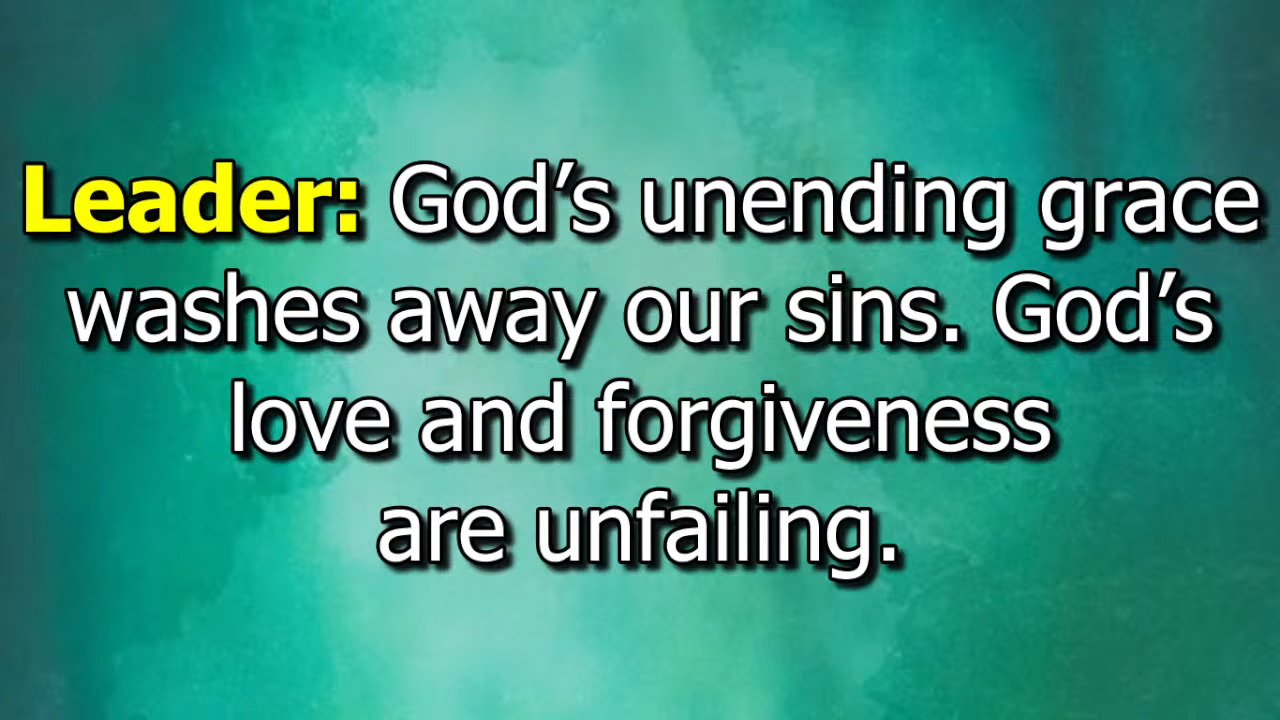 Leader: God’s unending grace
washes away our sins. God’s
love and forgiveness
are unfailing.